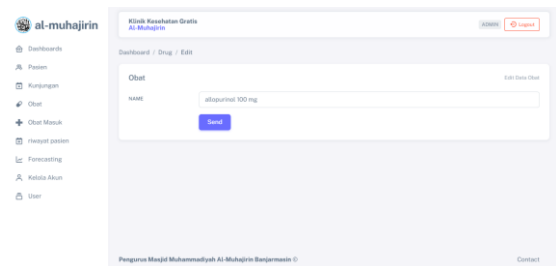 al-muhajirin
Dashboards
Pasien
Kunjungan
Obat
Obat Masuk
riwayat pasien
Forecasting
Kelola Akun
User
Klinik Kesehatan Gratis
Al-Muhajirin
ADMIN
Logout
Dashboard / Drug / Edit
Obat
Edit Data Obat
NAME
allopurinol 100 mg
Send
Pengurus Masjid Muhammadiyah Al-Muhajirin Banjarmasin ©
Contact